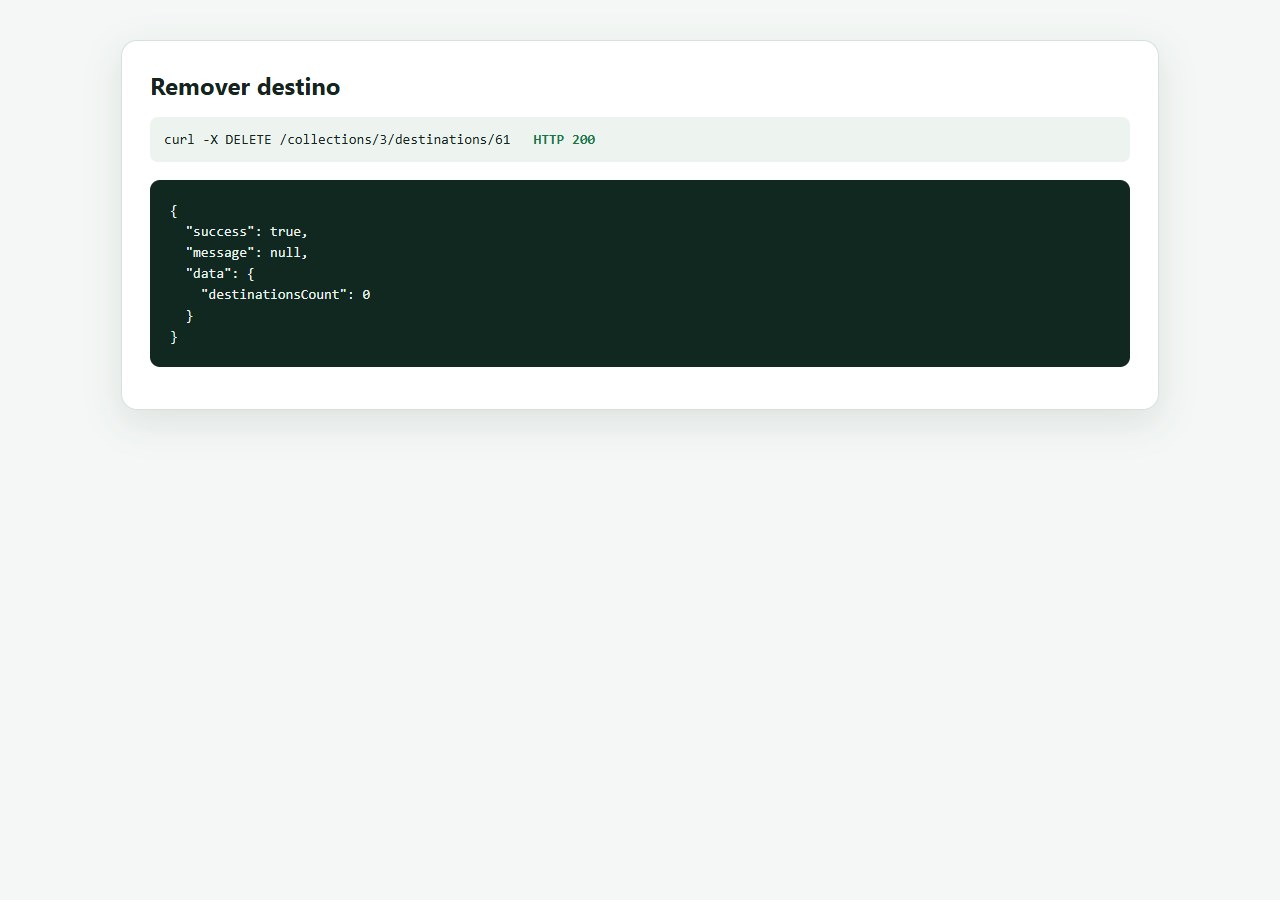 Remover destino
curl -X DELETE /collections/3/destinations/61   HTTP 200
{
  "success": true,
  "message": null,
  "data": {
    "destinationsCount": 0
  }
}